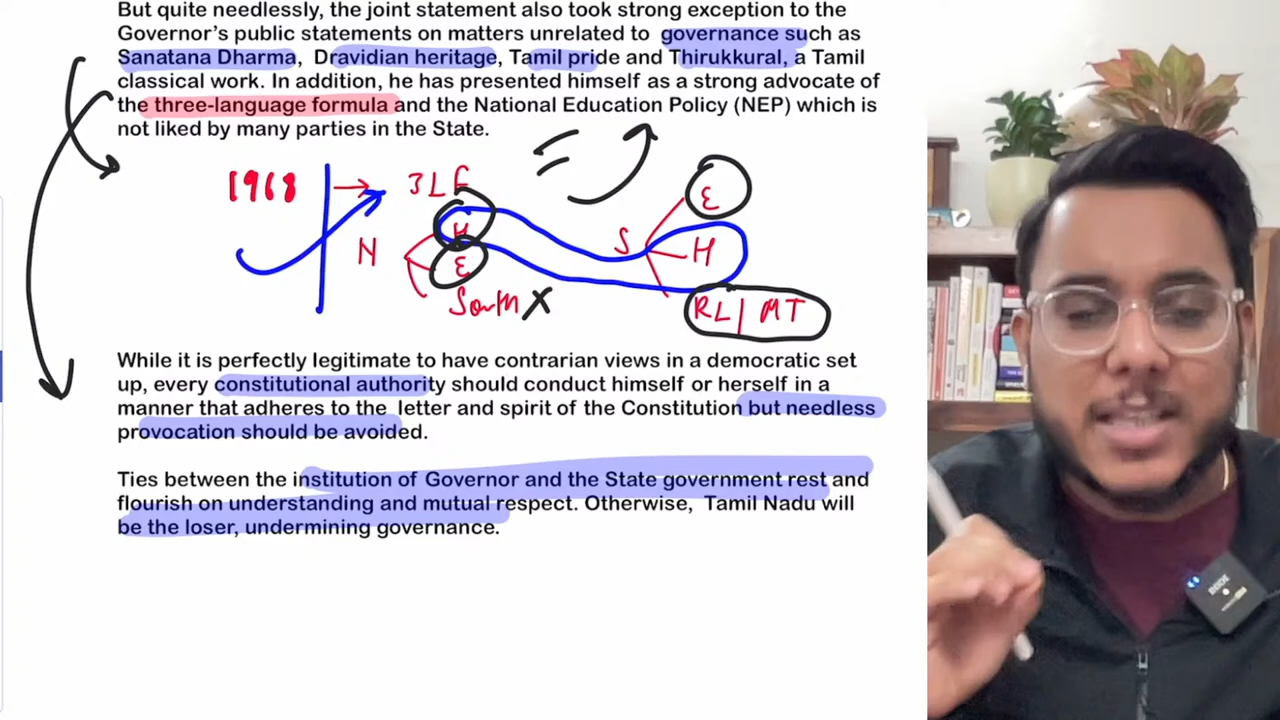 But quite needlessly, the joint statement also took strong exception to the
Governor's public statements on matters unrelated to governance such as
Sanatana Dharma, Dravidian heritage, Tamil pride and Thirukkural, a Tamil
classical work. In addition, he has presented himself as a strong advocate of
the three-language formula and the National Education Policy (NEP) which is
not liked by many parties in the State.
1968 → 3LF
E
H
N
S
H
E
South X
RL | MT
While it is perfectly legitimate to have contrarian views in a democratic set
up, every constitutional authority should conduct himself or herself in a
manner that adheres to the letter and spirit of the Constitution but needless
provocation should be avoided.
Ties between the institution of Governor and the State government rest and
flourish on understanding and mutual respect. Otherwise, Tamil Nadu will
be the loser, undermining governance.
RODE